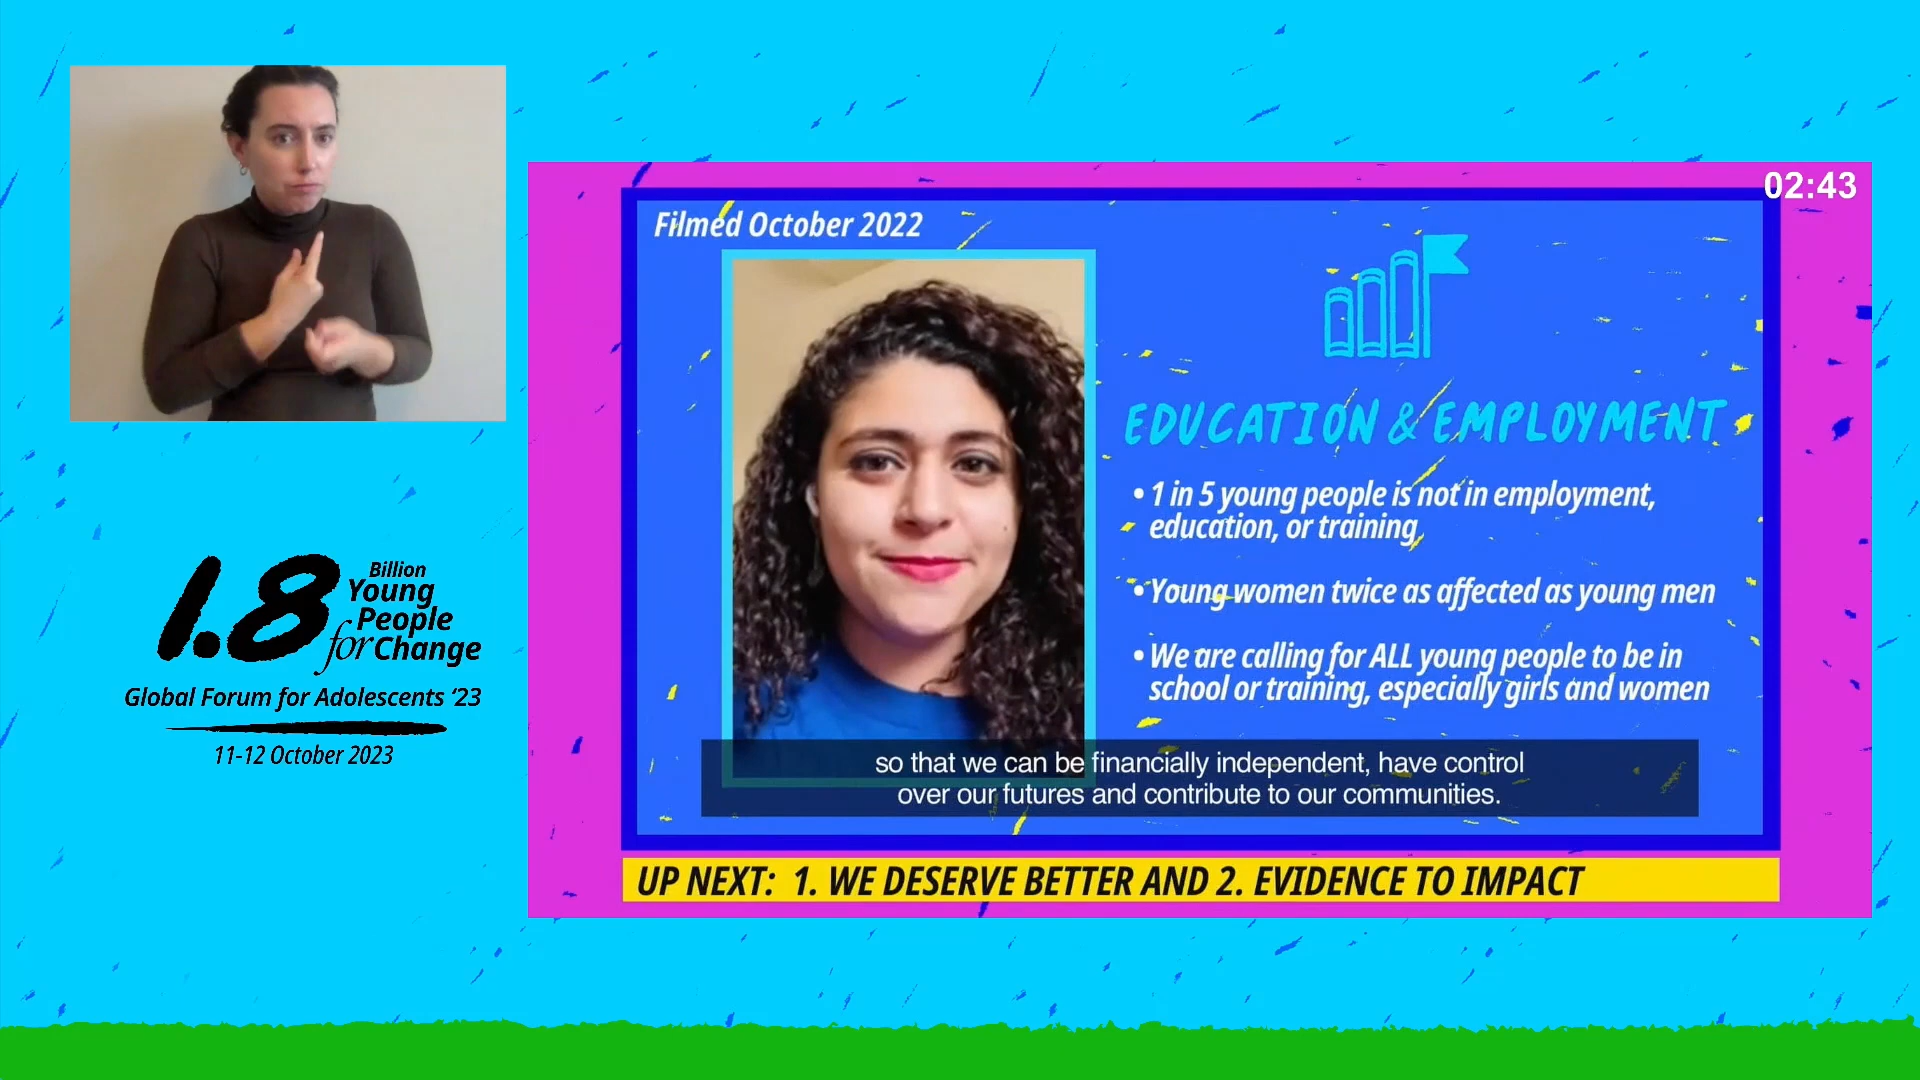 02:43
Filmed October 2022
EDUCATION & EMPLOYMENT
• 1 in 5 young people is not in employment,
education, or training
• Young women twice as affected as young men
• We are calling for ALL young people to be in
school or training, especially girls and women
so that we can be financially independent, have control
over our futures and contribute to our communities.
UP NEXT: 1. WE DESERVE BETTER AND 2. EVIDENCE TO IMPACT
1.8 Billion
Young
People
for Change
Global Forum for Adolescents ‘23
11-12 October 2023